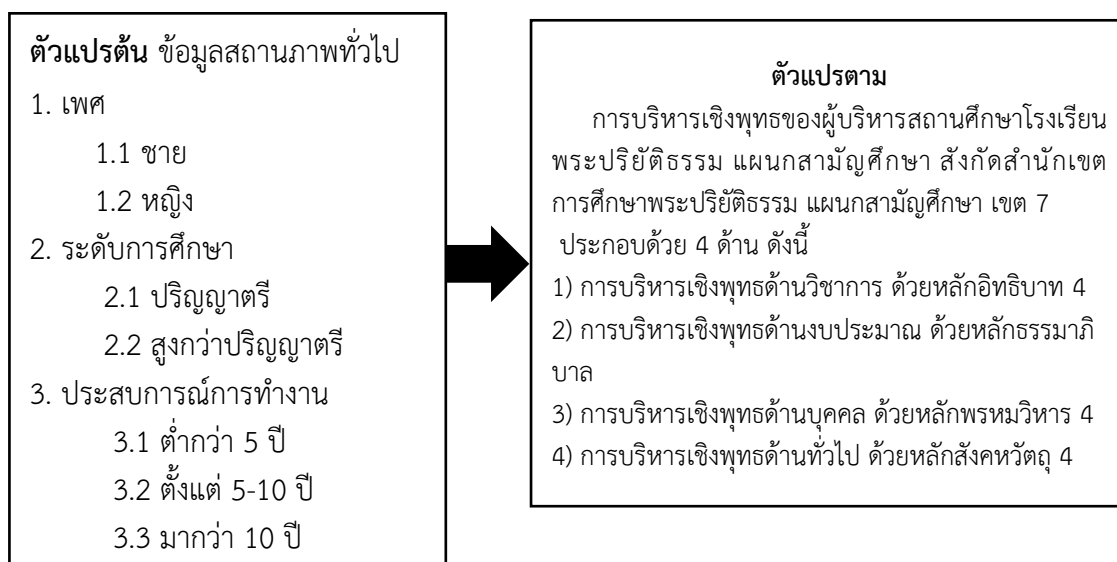 ตัวแปรต้น ข้อมูลสถานภาพทั่วไป
1. เพศ
1.1 ชาย
1.2 หญิง
2. ระดับการศึกษา
2.1 ปริญญาตรี
2.2 สูงกว่าปริญญาตรี
3. ประสบการณ์การทำงาน
3.1 ต่ำกว่า 5 ปี
3.2 ตั้งแต่ 5-10 ปี
3.3 มากว่า 10 ปี
ตัวแปรตาม
การบริหารเชิงพุทธของผู้บริหารสถานศึกษาโรงเรียน
พระปริยัติธรรม แผนกสามัญศึกษา สังกัดสำนักเขต
การศึกษาพระปริยัติธรรม แผนกสามัญศึกษา เขต 7
ประกอบด้วย 4 ด้าน ดังนี้
1) การบริหารเชิงพุทธด้านวิชาการ ด้วยหลักอิทธิบาท 4
2) การบริหารเชิงพุทธด้านงบประมาณ ด้วยหลักธรรมาภิ
บาล
3) การบริหารเชิงพุทธด้านบุคคล ด้วยหลักพรหมวิหาร 4
4) การบริหารเชิงพุทธด้านทั่วไป ด้วยหลักสังคหวัตถุ 4